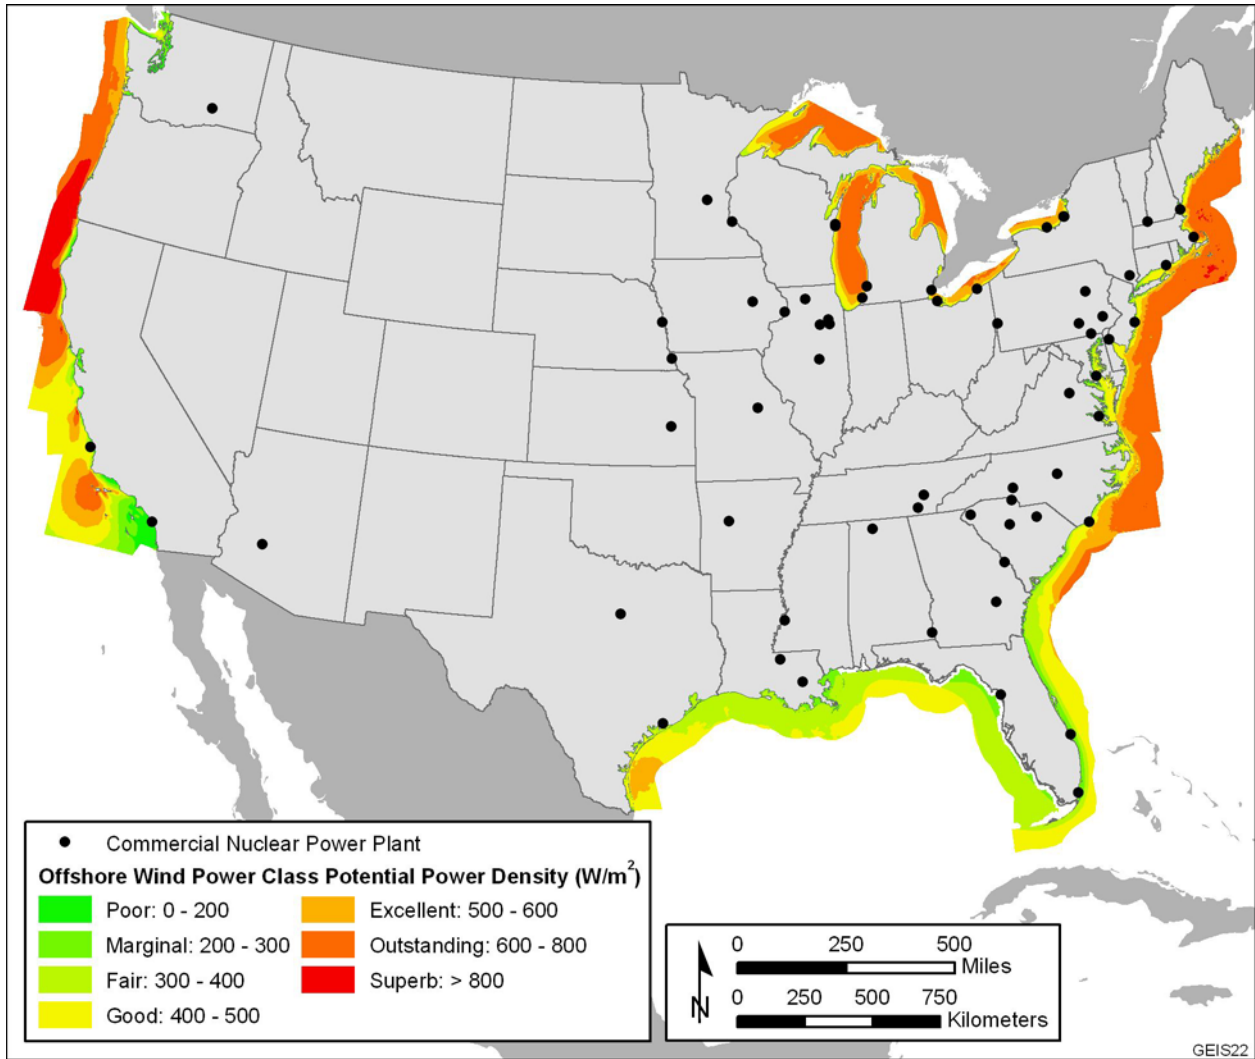 Commercial Nuclear Power Plant
Offshore Wind Power Class Potential Power Density (W/m²)
Poor: 0 - 200
Marginal: 200 - 300
Fair: 300 - 400
Good: 400 - 500
Excellent: 500 - 600
Outstanding: 600 - 800
Superb: > 800
N
0 250 500
Miles
0 250 500 750
Kilometers
GEIS22